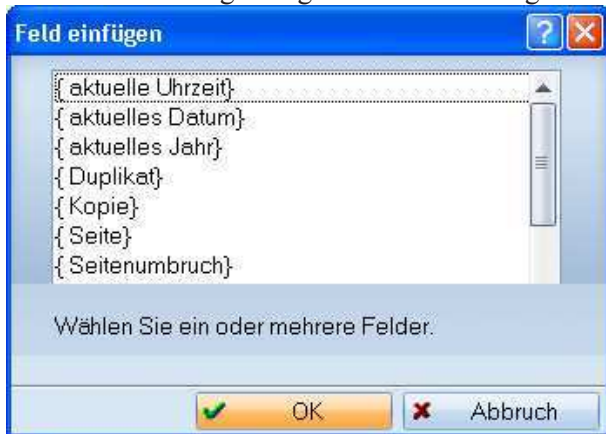 Feld einfügen
{ aktuelle Uhrzeit}
{ aktuelles Datum}
{ aktuelles Jahr}
{ Duplikat}
{ Kopie}
{ Seite}
{ Seitenumbruch}
Wählen Sie ein oder mehrere Felder.
OK Abbruch